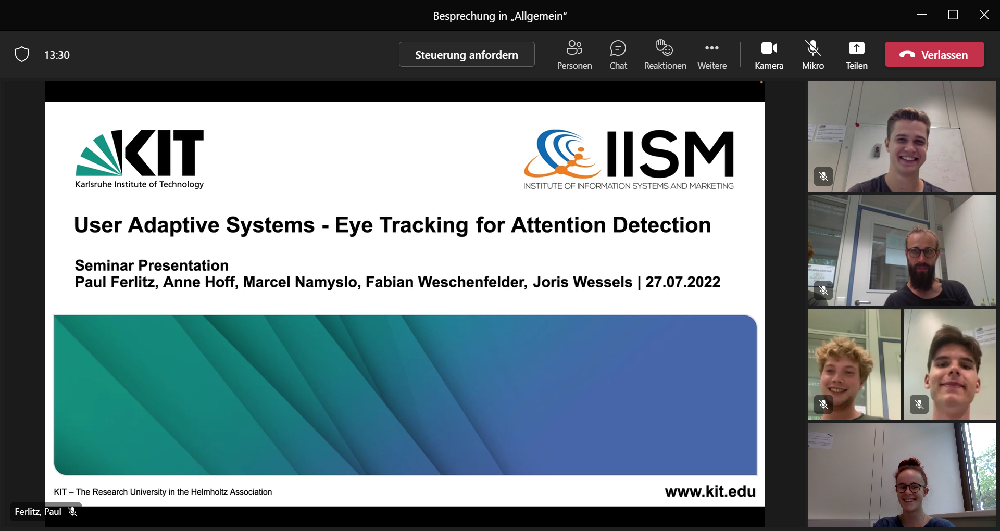 Besprechung in „Allgemein“
13:30
Steuerung anfordern
Personen
Chat
Reaktionen
Weitere
Kamera
Mikro
Teilen
Verlassen
KIT
Karlsruhe Institute of Technology
IISM
INSTITUTE OF INFORMATION SYSTEMS AND MARKETING
User Adaptive Systems - Eye Tracking for Attention Detection
Seminar Presentation
Paul Ferlitz, Anne Hoff, Marcel Namyslo, Fabian Weschenfelder, Joris Wessels | 27.07.2022
KIT – The Research University in the Helmholtz Association
www.kit.edu
Ferlitz, Paul